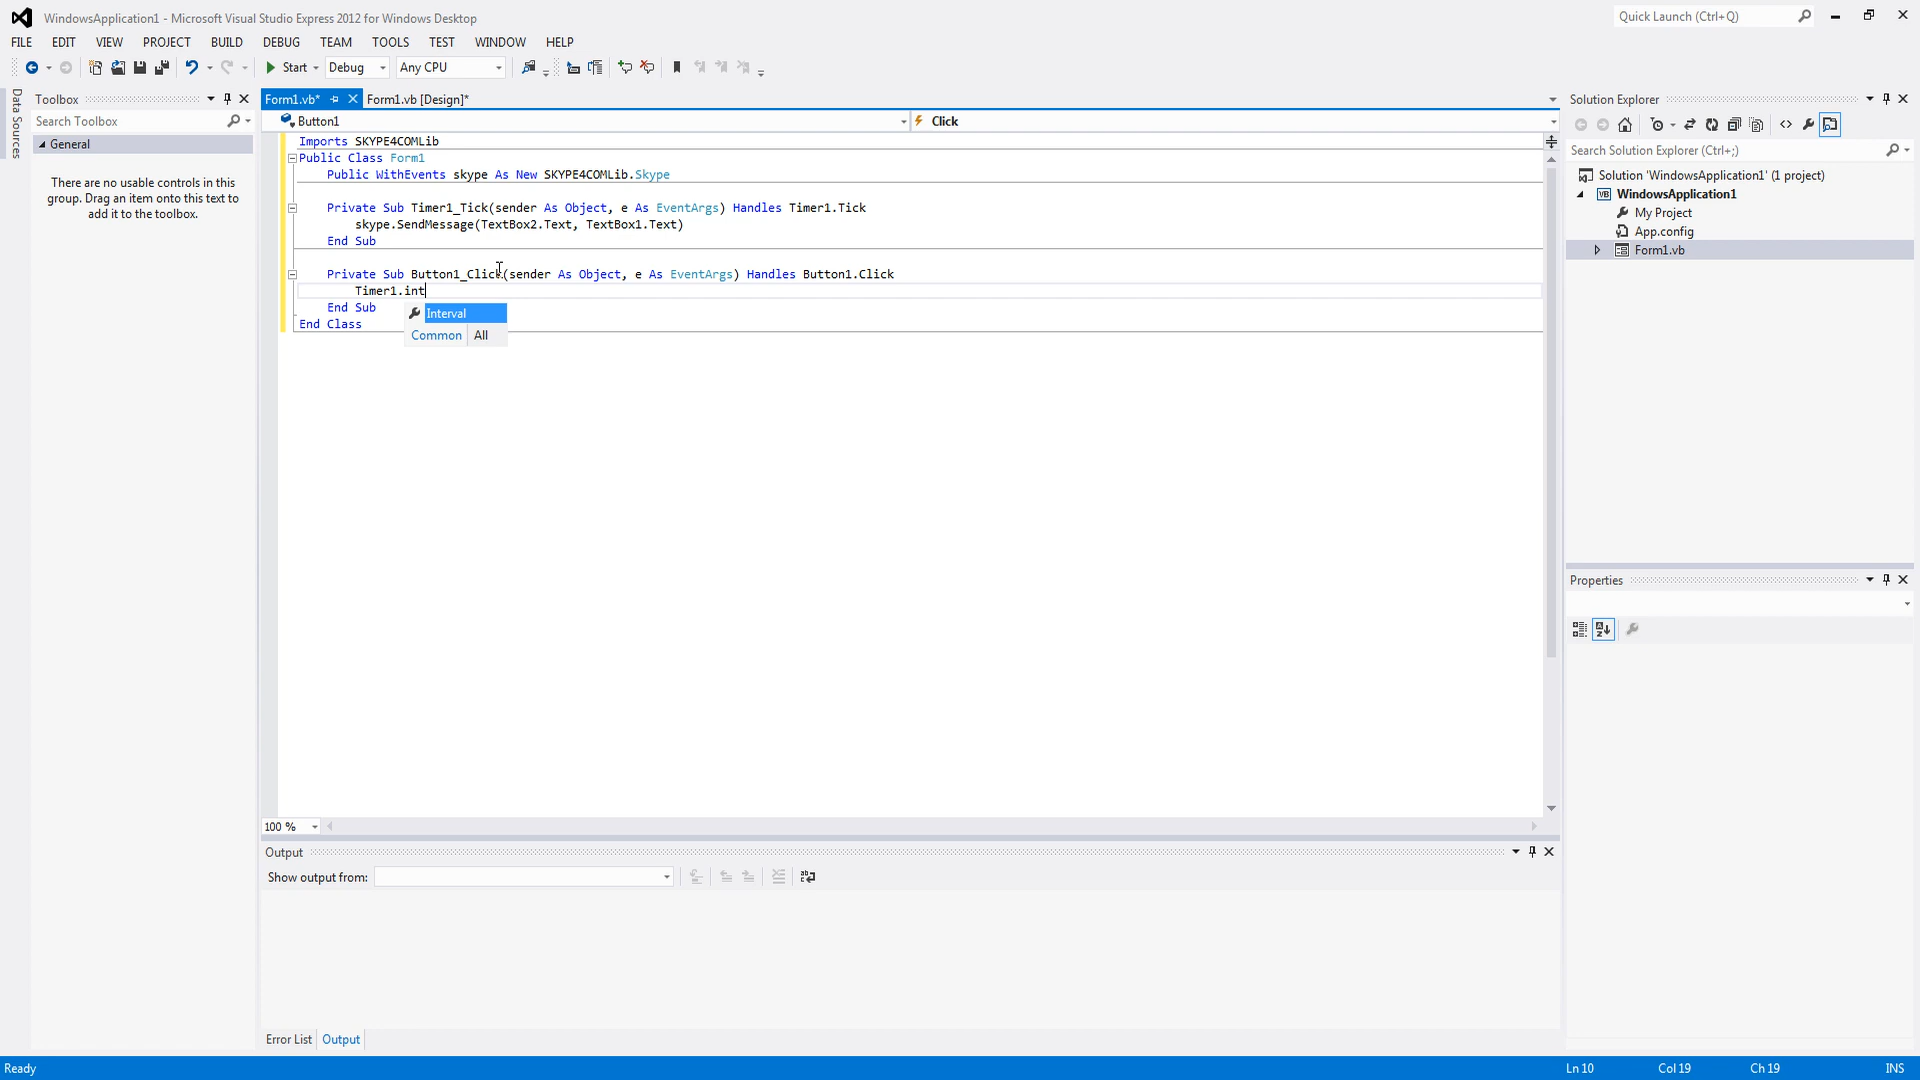 WindowsApplication1 - Microsoft Visual Studio Express 2012 for Windows Desktop
Quick Launch (Ctrl+Q)
FILE EDIT VIEW PROJECT BUILD DEBUG TEAM TOOLS TEST WINDOW HELP
Start Debug Any CPU
Data Sources
Toolbox
Search Toolbox
General
There are no usable controls in this
group. Drag an item onto this text to
add it to the toolbox.
Form1.vb* Form1.vb [Design]*
Button1 Click
Imports SKYPE4COMLib
Public Class Form1
Public WithEvents skype As New SKYPE4COMLib.Skype
Private Sub Timer1_Tick(sender As Object, e As EventArgs) Handles Timer1.Tick
skype.SendMessage(TextBox2.Text, TextBox1.Text)
End Sub
Private Sub Button1_Click(sender As Object, e As EventArgs) Handles Button1.Click
Timer1.int
End Sub
End Class
Interval
Common All
100 %
Output
Show output from:
Error List Output
Solution Explorer
Search Solution Explorer (Ctrl+;)
Solution 'WindowsApplication1' (1 project)
VB WindowsApplication1
My Project
App.config
Form1.vb
Properties
Ready Ln 10 Col 19 Ch 19 INS